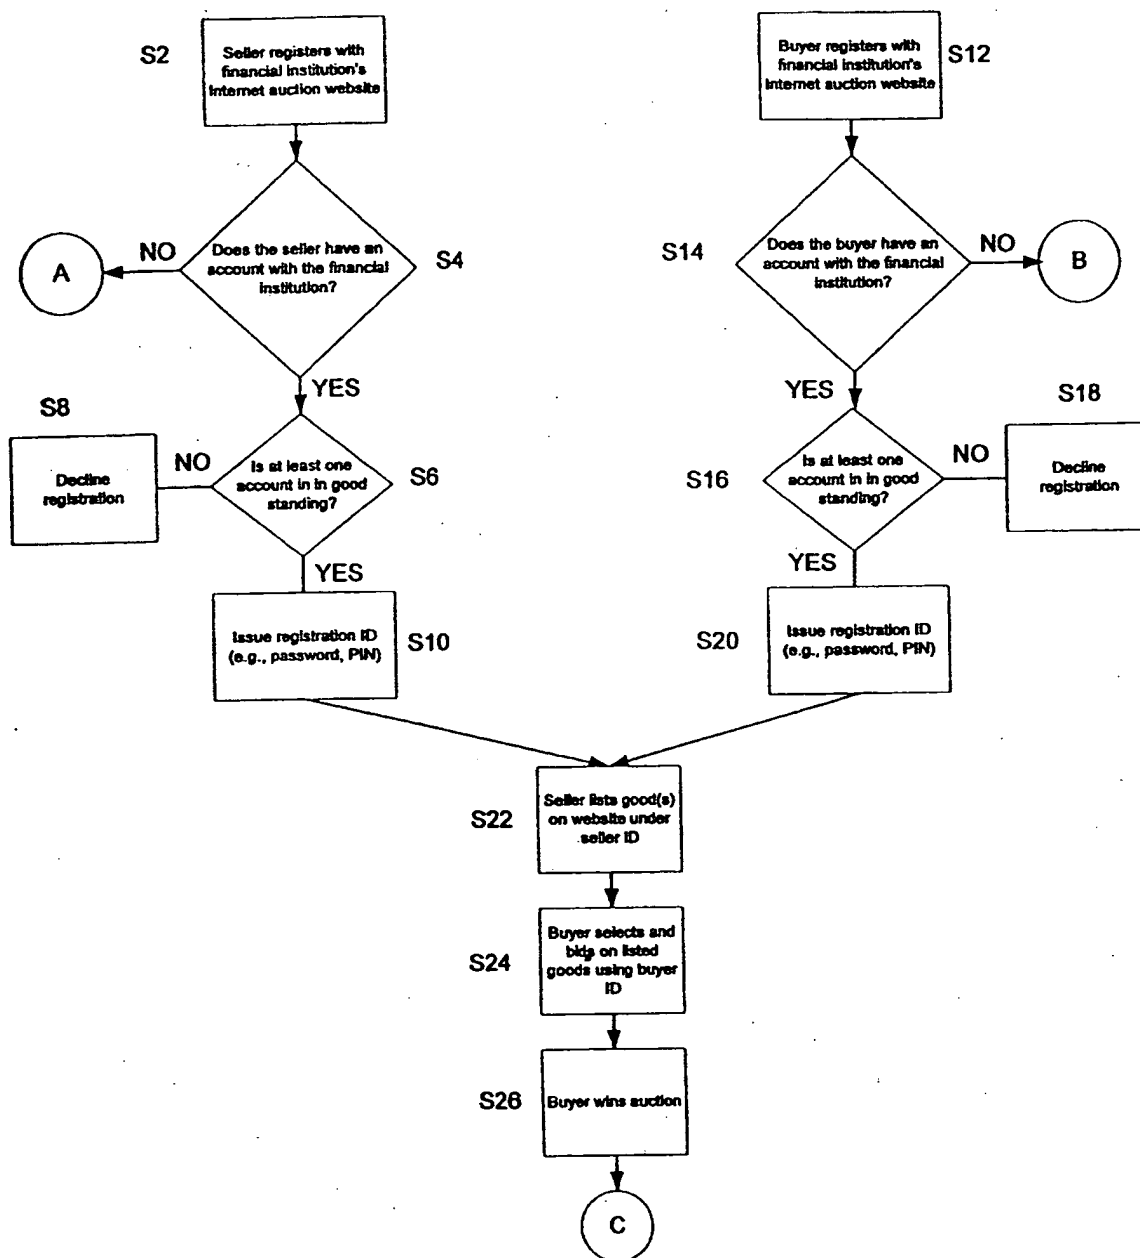 S2
Seller registers with
financial institution's
Internet auction website
Buyer registers with
financial institution's
Internet auction website
S12
NO
A
Does the seller have an
account with the financial
institution?
S4
S14
Does the buyer have an
account with the financial
institution?
NO
B
YES
YES
S8
Decline
registration
NO
Is at least one
account in in good
standing?
S6
S16
Is at least one
account in in good
standing?
NO
S18
Decline
registration
YES
YES
Issue registration ID
(e.g., password, PIN)
S10
S20
Issue registration ID
(e.g., password, PIN)
S22
Seller lists good(s)
on website under
seller ID
S24
Buyer selects and
bids on listed
goods using buyer
ID
S26
Buyer wins auction
C